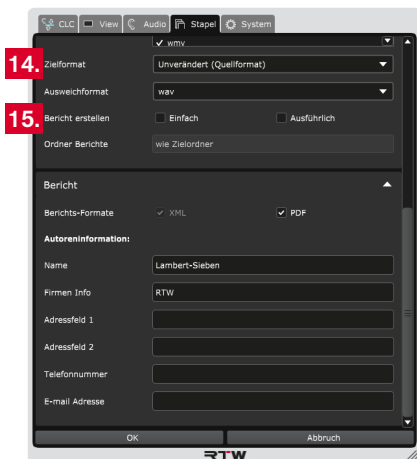 CLC View Audio Stapel System
wmv
14. Zielformat Unverändert (Quellformat)
Ausweichformat wav
15. Bericht erstellen Einfach Ausführlich
Ordner Berichte wie Zielordner
Bericht
Berichts-Formate XML PDF
Autoreninformation:
Name Lambert-Sieben
Firmen Info RTW
Adressfeld 1
Adressfeld 2
Telefonnummer
E-mail Adresse
OK Abbruch
RTW